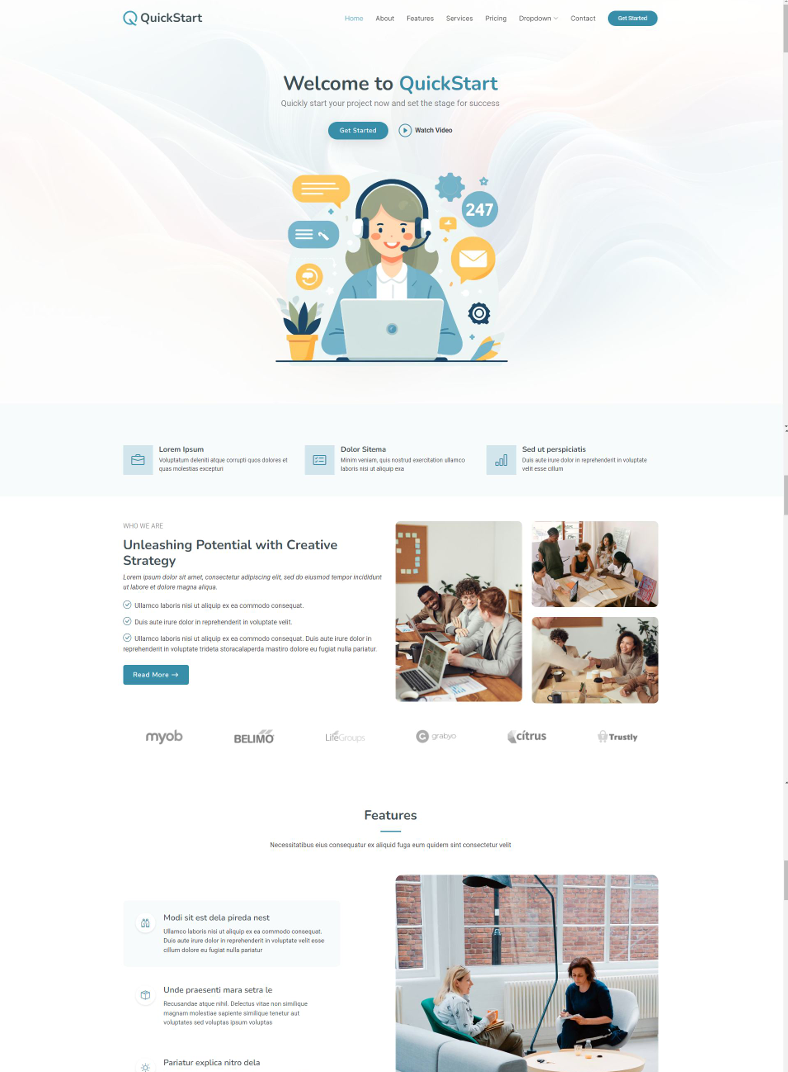 QuickStart
Home About Features Services Pricing Dropdown Contact Get Started
Welcome to QuickStart
Quickly start your project now and set the stage for success
Get Started Watch Video
247
Lorem Ipsum
Voluptatum deleniti atque corrupti quos dolores et
quas molestias excepturi
Dolor Sitema
Minim veniam, quis nostrud exercitation ullamco
laboris nisi ut aliquip exa
Sed ut perspiciatis
Duis aute irure dolor in reprehenderit in voluptate
velit esse cillum
WHO WE ARE
Unleashing Potential with Creative
Strategy
Lorem ipsum dolor sit amet, consectetur adipiscing elit, sed do eiusmod tempor incididunt
ut labore et dolore magna aliqua.
Ullamco laboris nisi ut aliquip ex ea commodo consequat.
Duis aute irure dolor in reprehenderit in voluptate velit.
Ullamco laboris nisi ut aliquip ex ea commodo consequat. Duis aute irure dolor in
reprehenderit in voluptate trideta storacalaperda mastiro dolore eu fugiat nulla pariatur.
Read More →
myob BELIMO LifeGroups grabyo citrus Trustly
Features
Necessitatibus eius consequatur ex aliquid fuga eum quidem sint consectetur velit
Modi sit est dela pireda nest
Ullamco laboris nisi ut aliquip ex ea commodo consequat.
Duis aute irure dolor in reprehenderit in voluptate velit esse
cillum dolore eu fugiat nulla pariatur
Unde praesenti mara setra le
Recusandae atque nihil. Delectus vitae non similique
magnam molestiae sapiente similique tenetur aut
voluptates sed voluptas ipsum voluptas
Pariatur explica nitro dela